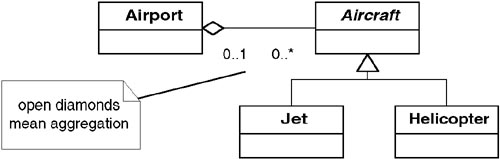 Airport
Aircraft
0..1 0..*
open diamonds
mean aggregation
Jet
Helicopter